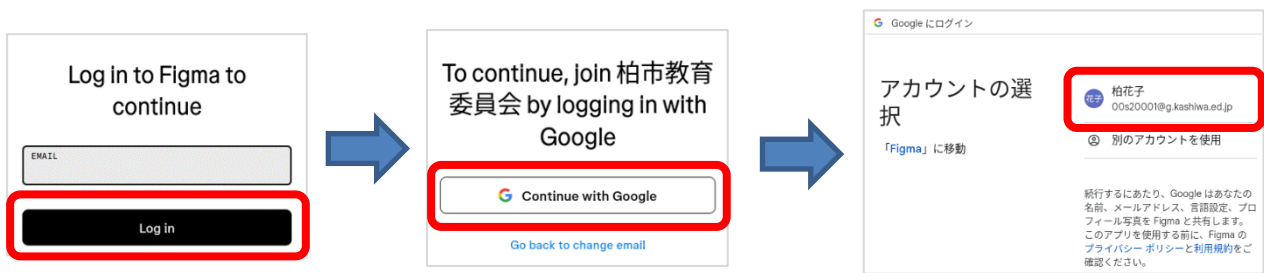 Log in to Figma to
continue
EMAIL
Log in
To continue, join 柏市教育
委員会 by logging in with
Google
Continue with Google
Go back to change email
Google にログイン
アカウントの選
択
「Figma」に移動
花子
柏花子
00s20001@g.kashiwa.ed.jp
別のアカウントを使用
続行するにあたり、Google はあなたの
名前、メールアドレス、言語設定、プロ
フィール写真を Figma と共有します。
このアプリを使用する前に、Figma の
プライバシー ポリシーと利用規約をご
確認ください。